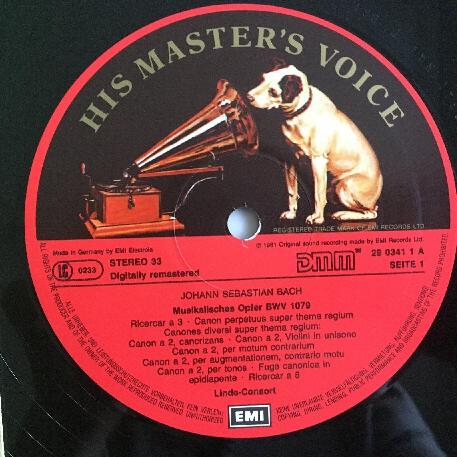 HIS MASTER'S VOICE
REGISTERED TRADE MARK OF EMI RECORDS LTD
Made in Germany by EMI Electrola
℗ 1981 Original sound recording made by EMI Records Ltd.
LC 0233
STEREO 33
Digitally remastered
DMM
29 0341 1 A
SEITE 1
JOHANN SEBASTIAN BACH
Musikalisches Opfer BWV 1079
Ricercar a 3 · Canon perpetuus super thema regium
Canones diversi super thema regium:
Canon a 2, cancrizans · Canon a 2, Violini in unisono
Canon a 2, per motum contrarium
Canon a 2, per augmentationem, contrario motu
Canon a 2, per tonos · Fuga canonica in
epidiapente · Ricercar a 6
Linde-Consort
EMI